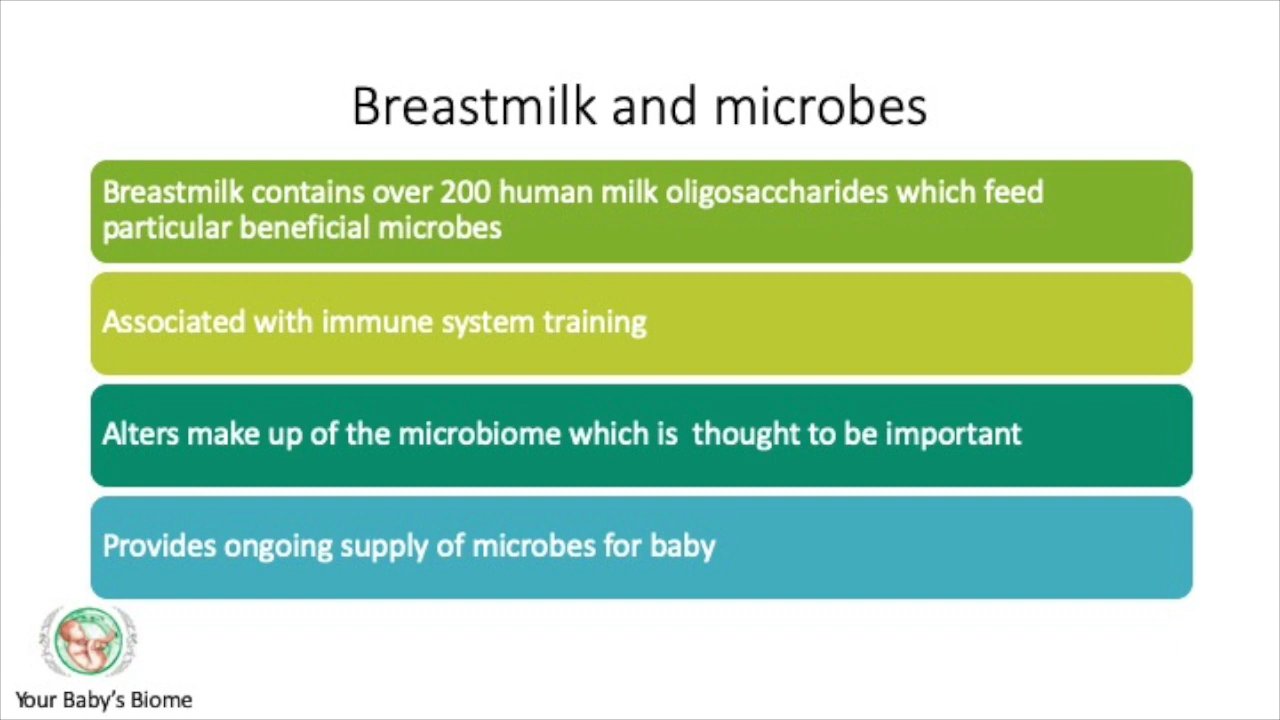 Breastmilk and microbes
Breastmilk contains over 200 human milk oligosaccharides which feed
particular beneficial microbes
Associated with immune system training
Alters make up of the microbiome which is  thought to be important
Provides ongoing supply of microbes for baby
Your Baby's Biome